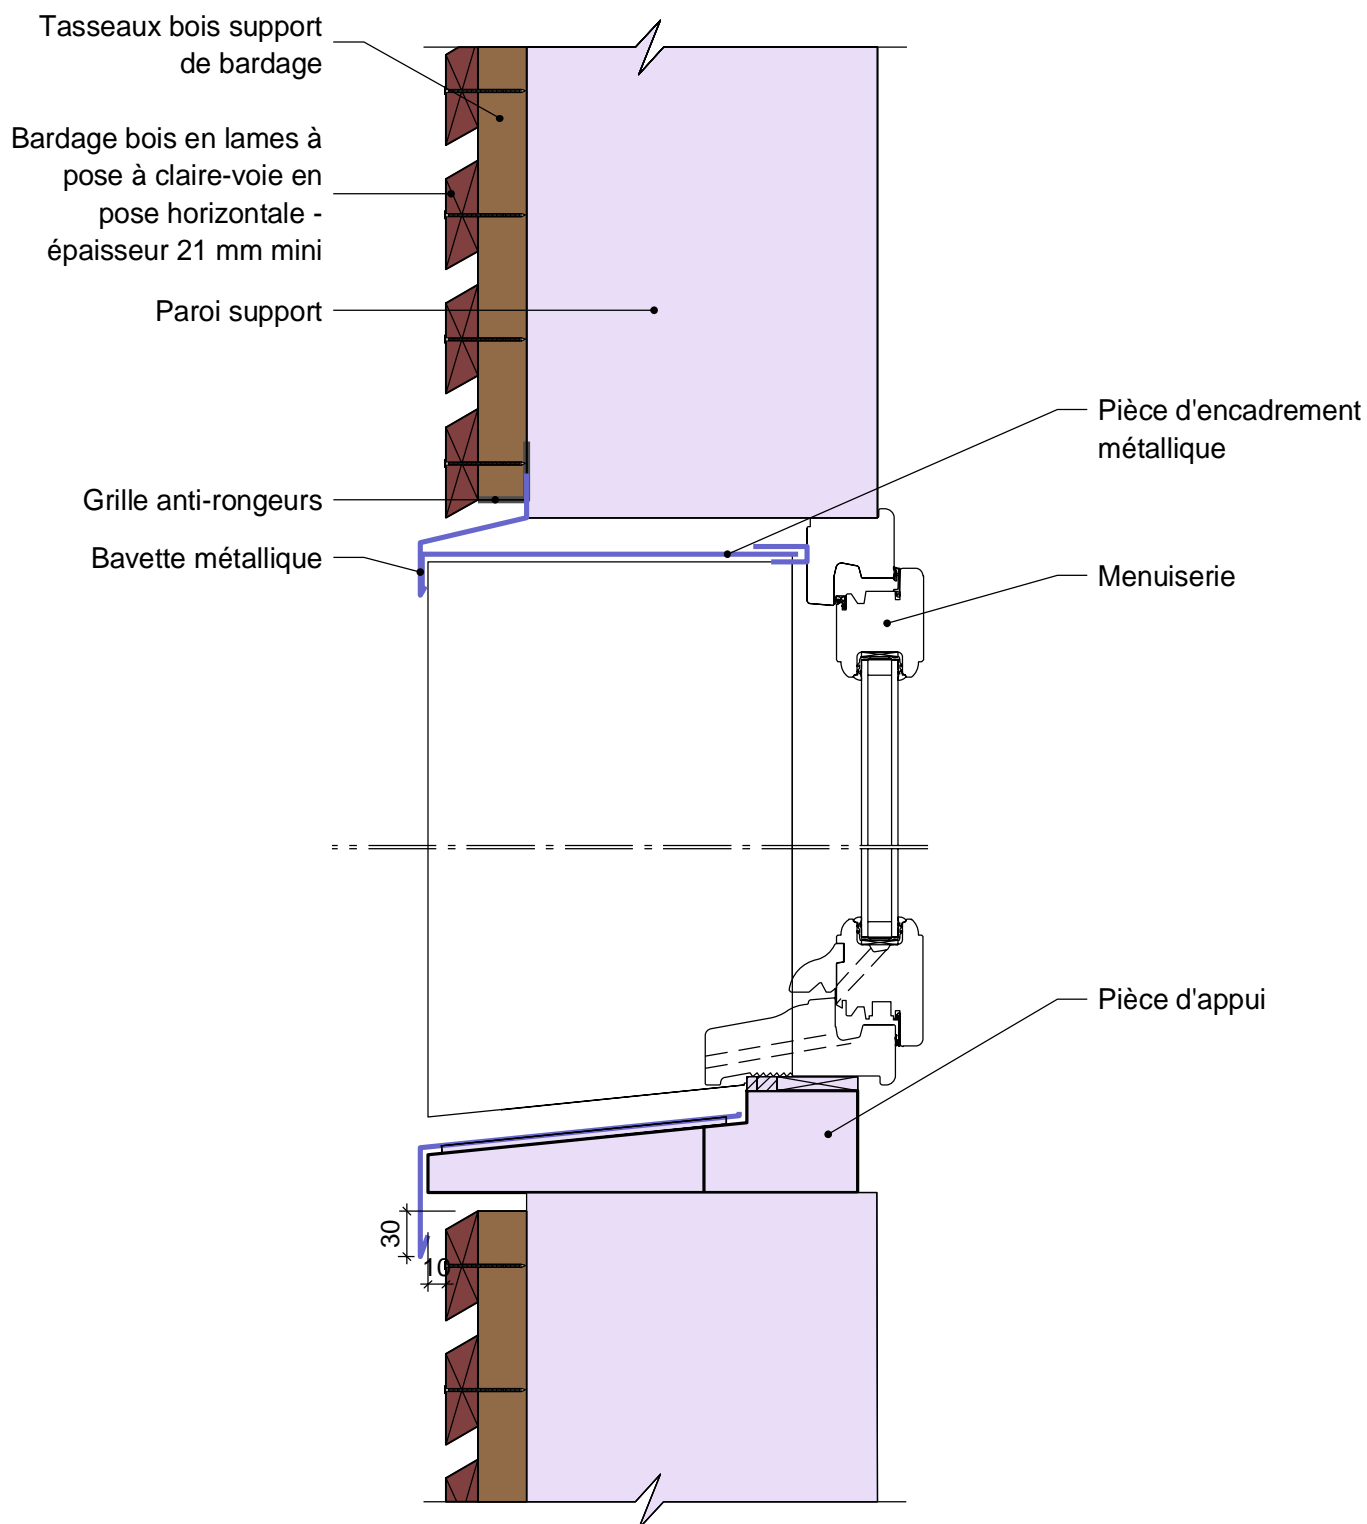 Tasseaux bois support
de bardage
Bardage bois en lames à
pose à claire-voie en
pose horizontale -
épaisseur 21 mm mini
Paroi support
Pièce d'encadrement
métallique
Grille anti-rongeurs
Bavette métallique
Menuiserie
Pièce d'appui
30
10